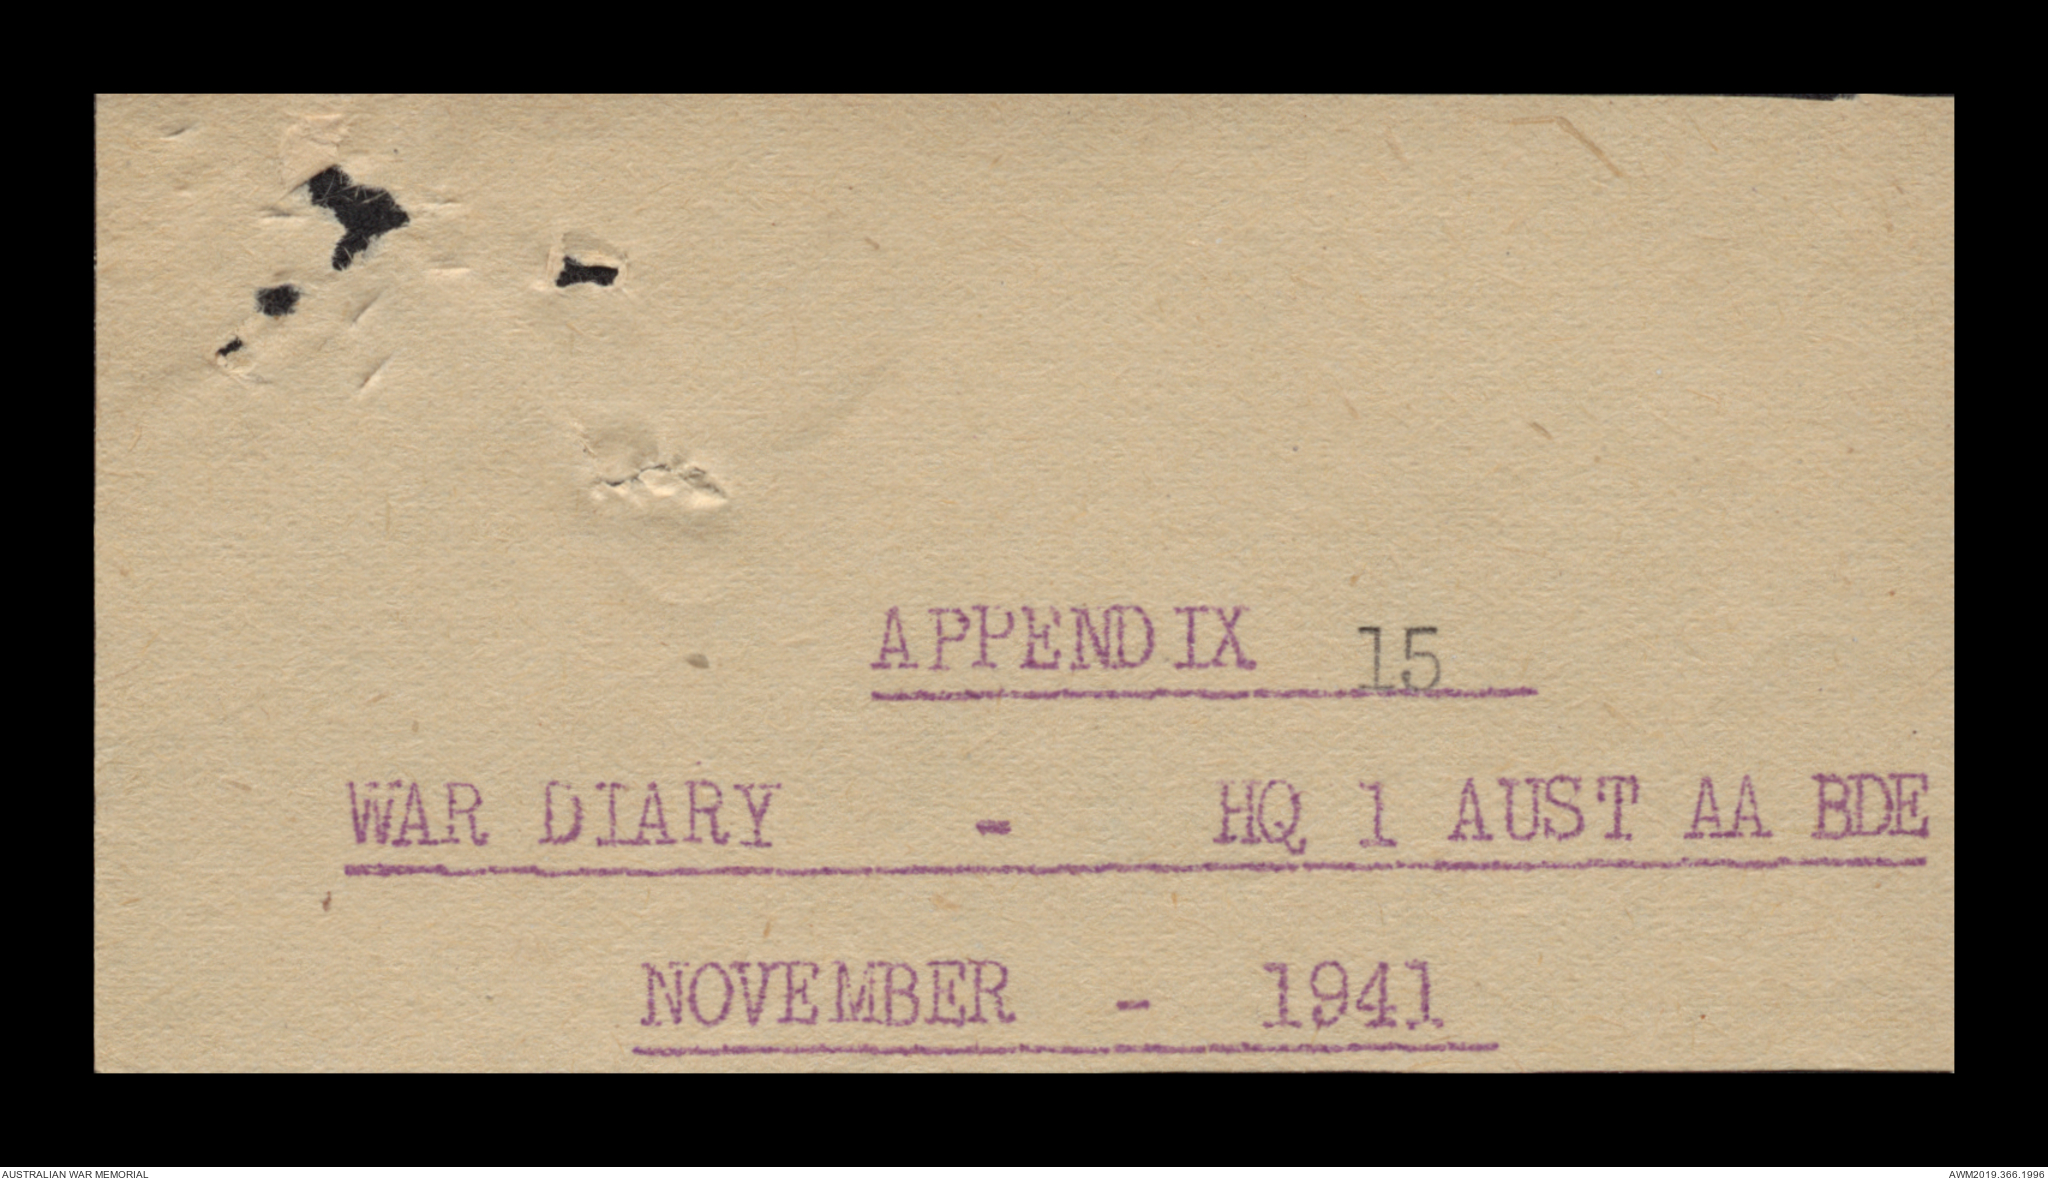 APPENDIX 15
WAR DIARY - HQ 1 AUST AA BDE
NOVEMBER - 1941
AUSTRALIAN WAR MEMORIAL AWM2019.366.1996